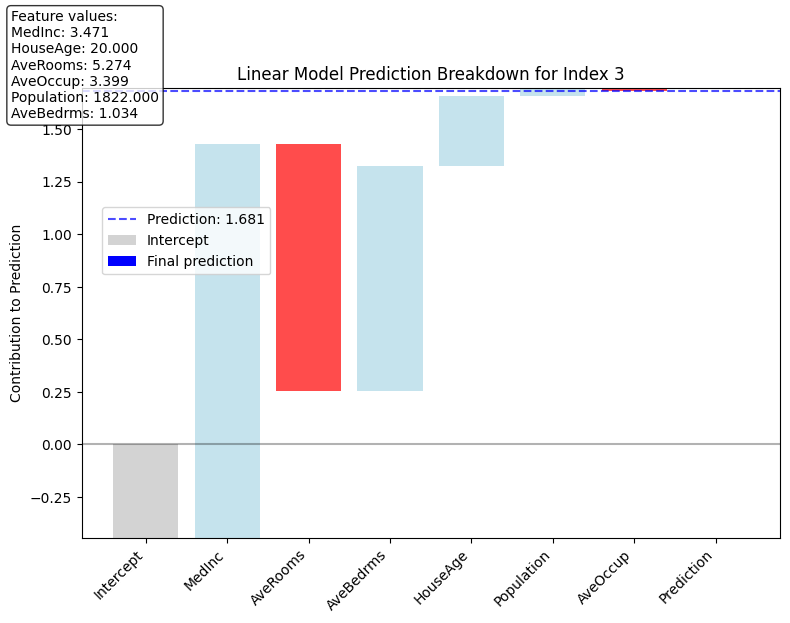 Feature values:
MedInc: 3.471
HouseAge: 20.000
AveRooms: 5.274
AveOccup: 3.399
Population: 1822.000
AveBedrms: 1.034
Linear Model Prediction Breakdown for Index 3
Contribution to Prediction
1.50
1.25
1.00
0.75
0.50
0.25
0.00
−0.25
Prediction: 1.681
Intercept
Final prediction
Intercept
MedInc
AveRooms
AveBedrms
HouseAge
Population
AveOccup
Prediction